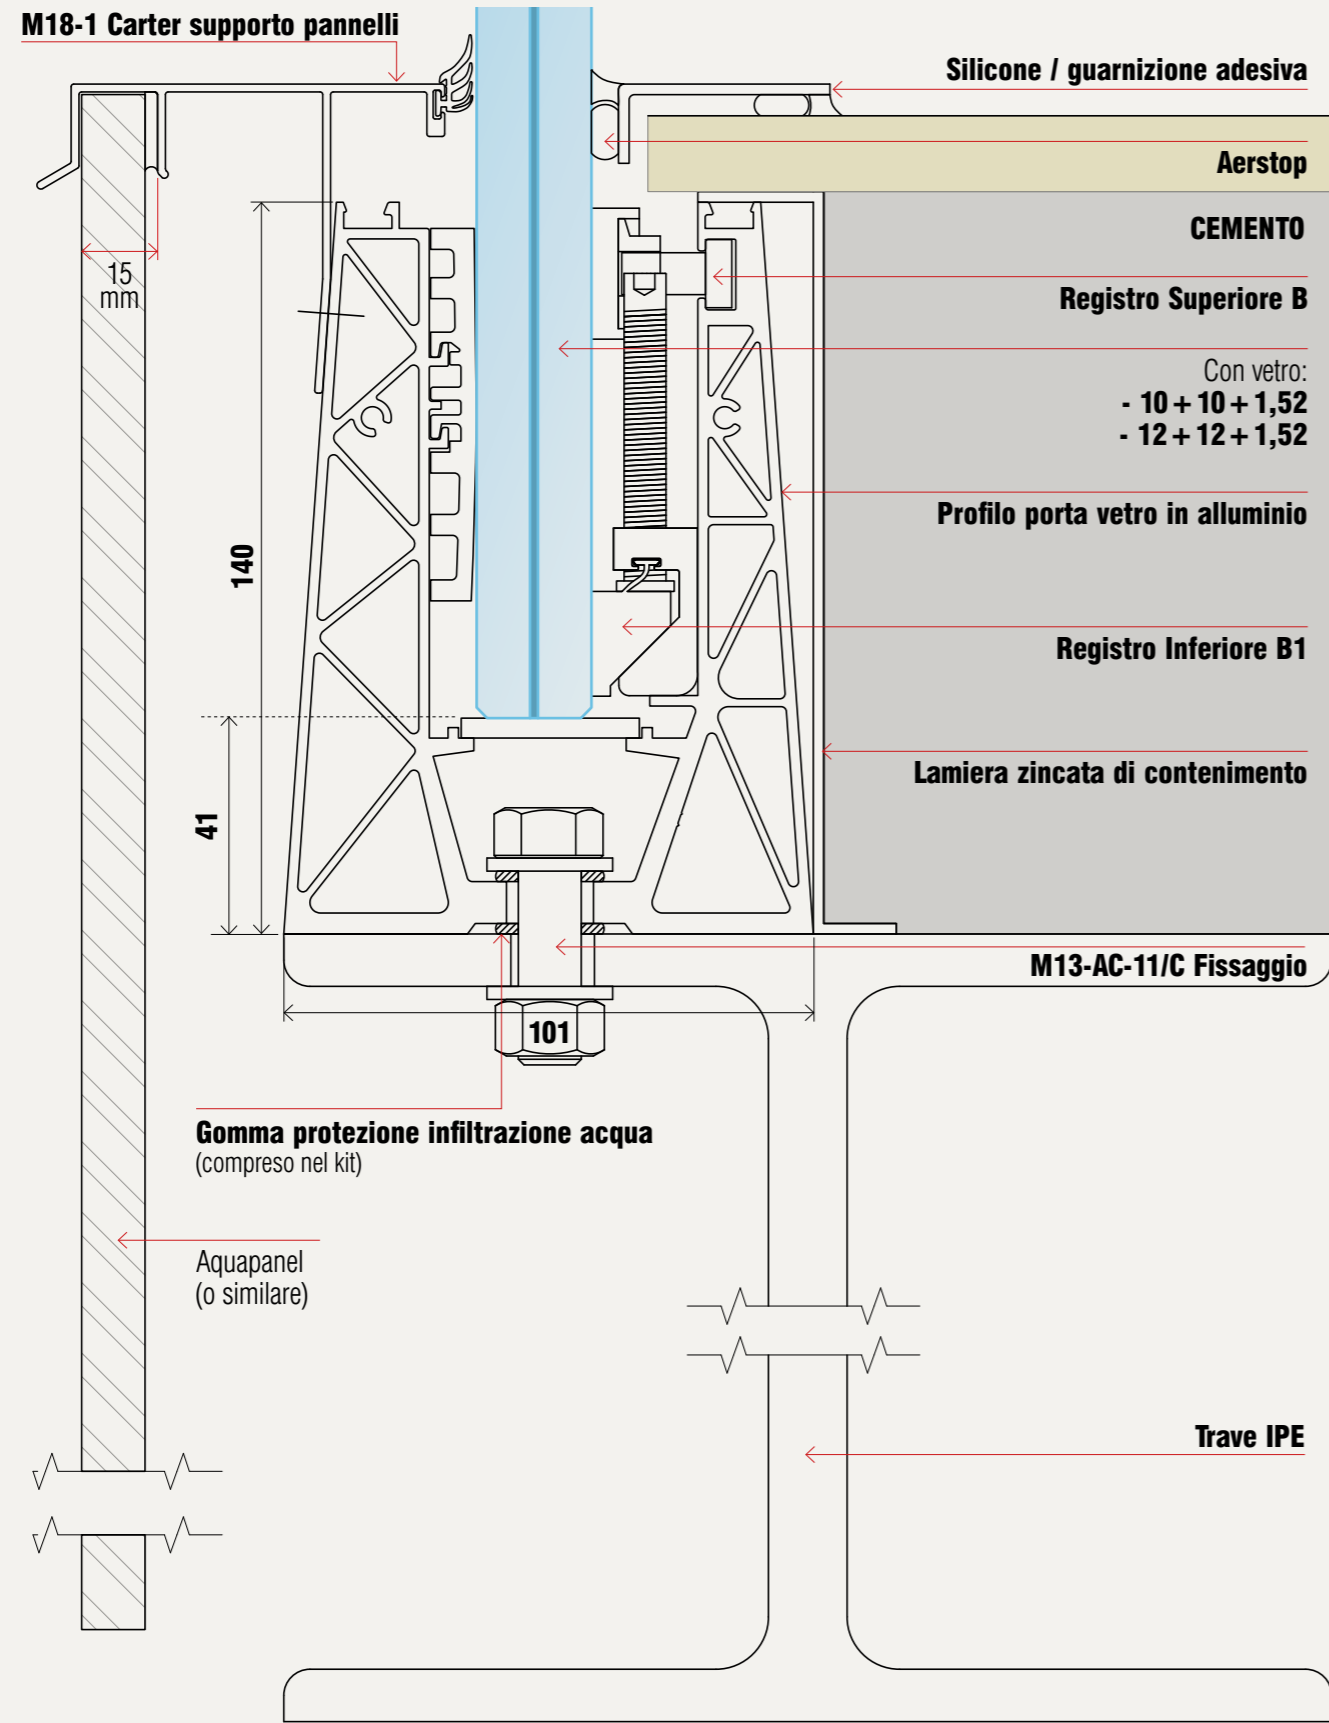 M18-1 Carter supporto pannelli
Silicone / guarnizione adesiva
Aerstop
CEMENTO
Registro Superiore B
Con vetro:
- 10 + 10 + 1,52
- 12 + 12 + 1,52
Profilo porta vetro in alluminio
Registro Inferiore B1
Lamiera zincata di contenimento
M13-AC-11/C Fissaggio
15
mm
140
41
101
Gomma protezione infiltrazione acqua
(compreso nel kit)
Aquapanel
(o similare)
Trave IPE